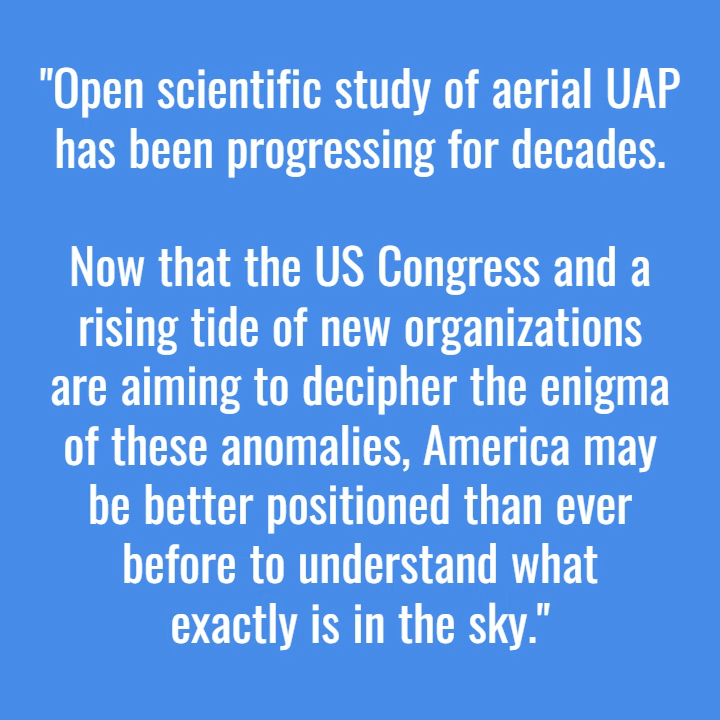 "Open scientific study of aerial UAP
has been progressing for decades.
Now that the US Congress and a
rising tide of new organizations
are aiming to decipher the enigma
of these anomalies, America may
be better positioned than ever
before to understand what
exactly is in the sky."